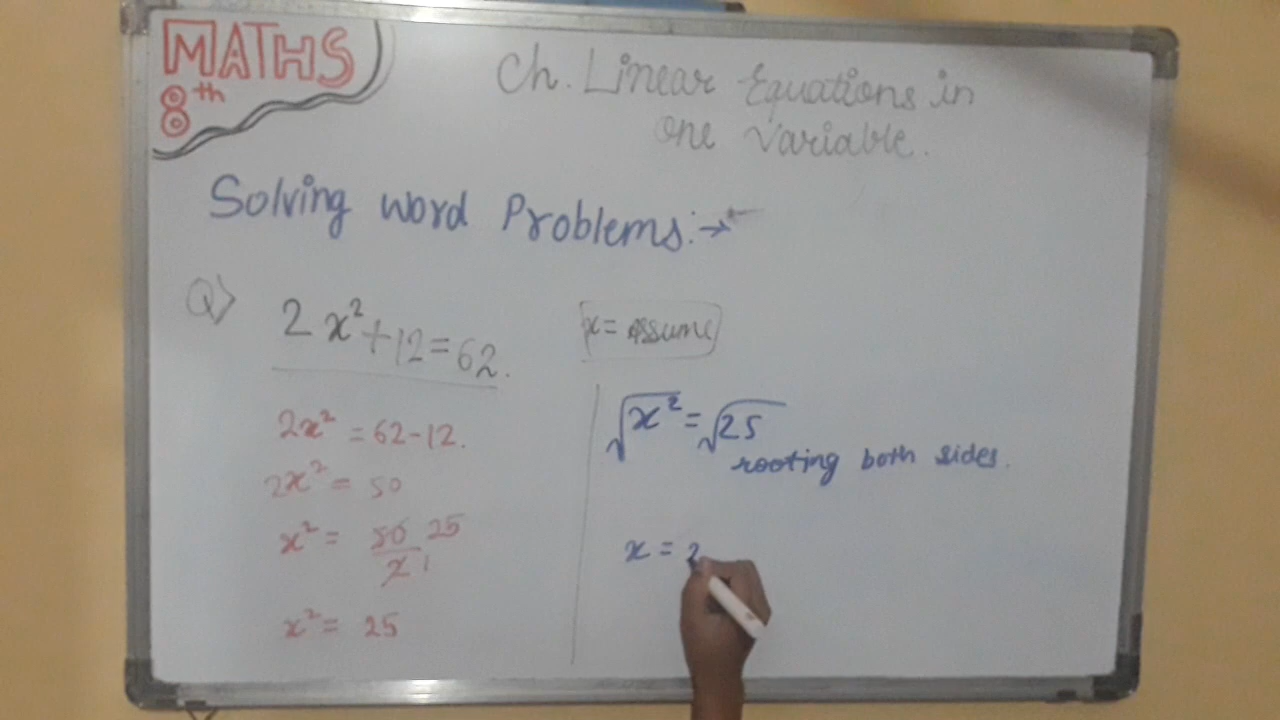 MATHS
8th
Ch. Linear Equations in
one Variable.
Solving word Problems:→
Q>
2x²+12=62.
x = Assume
2x² = 62-12.
2x² = 50
x² = 50/2 25 1
x² = 25
√x² = √25
rooting both sides.
x =